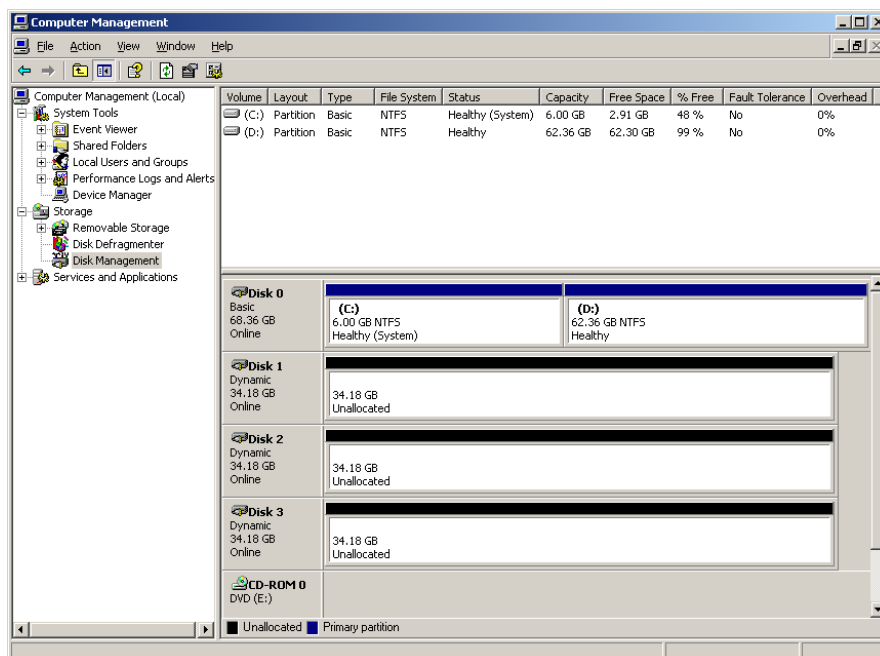 Computer Management
File Action View Window Help
Computer Management (Local)
System Tools
Event Viewer
Shared Folders
Local Users and Groups
Performance Logs and Alerts
Device Manager
Storage
Removable Storage
Disk Defragmenter
Disk Management
Services and Applications
Volume Layout Type File System Status Capacity Free Space % Free Fault Tolerance Overhead
(C:) Partition Basic NTFS Healthy (System) 6.00 GB 2.91 GB 48 % No 0%
(D:) Partition Basic NTFS Healthy 62.36 GB 62.30 GB 99 % No 0%
Disk 0
Basic
68.36 GB
Online
(C:)
6.00 GB NTFS
Healthy (System)
(D:)
62.36 GB NTFS
Healthy
Disk 1
Dynamic
34.18 GB
Online
34.18 GB
Unallocated
Disk 2
Dynamic
34.18 GB
Online
34.18 GB
Unallocated
Disk 3
Dynamic
34.18 GB
Online
34.18 GB
Unallocated
CD-ROM 0
DVD (E:)
Unallocated Primary partition